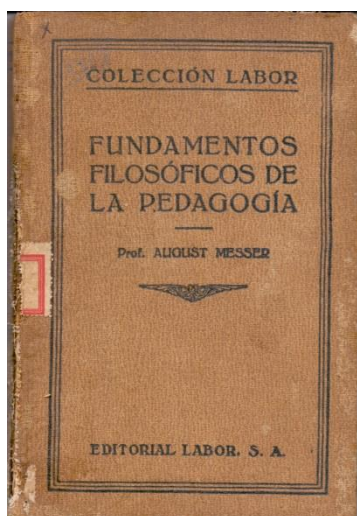 COLECCIÓN LABOR
FUNDAMENTOS
FILOSÓFICOS DE
LA PEDAGOGÍA
Prof. AUGUST MESSER
EDITORIAL LABOR, S. A.